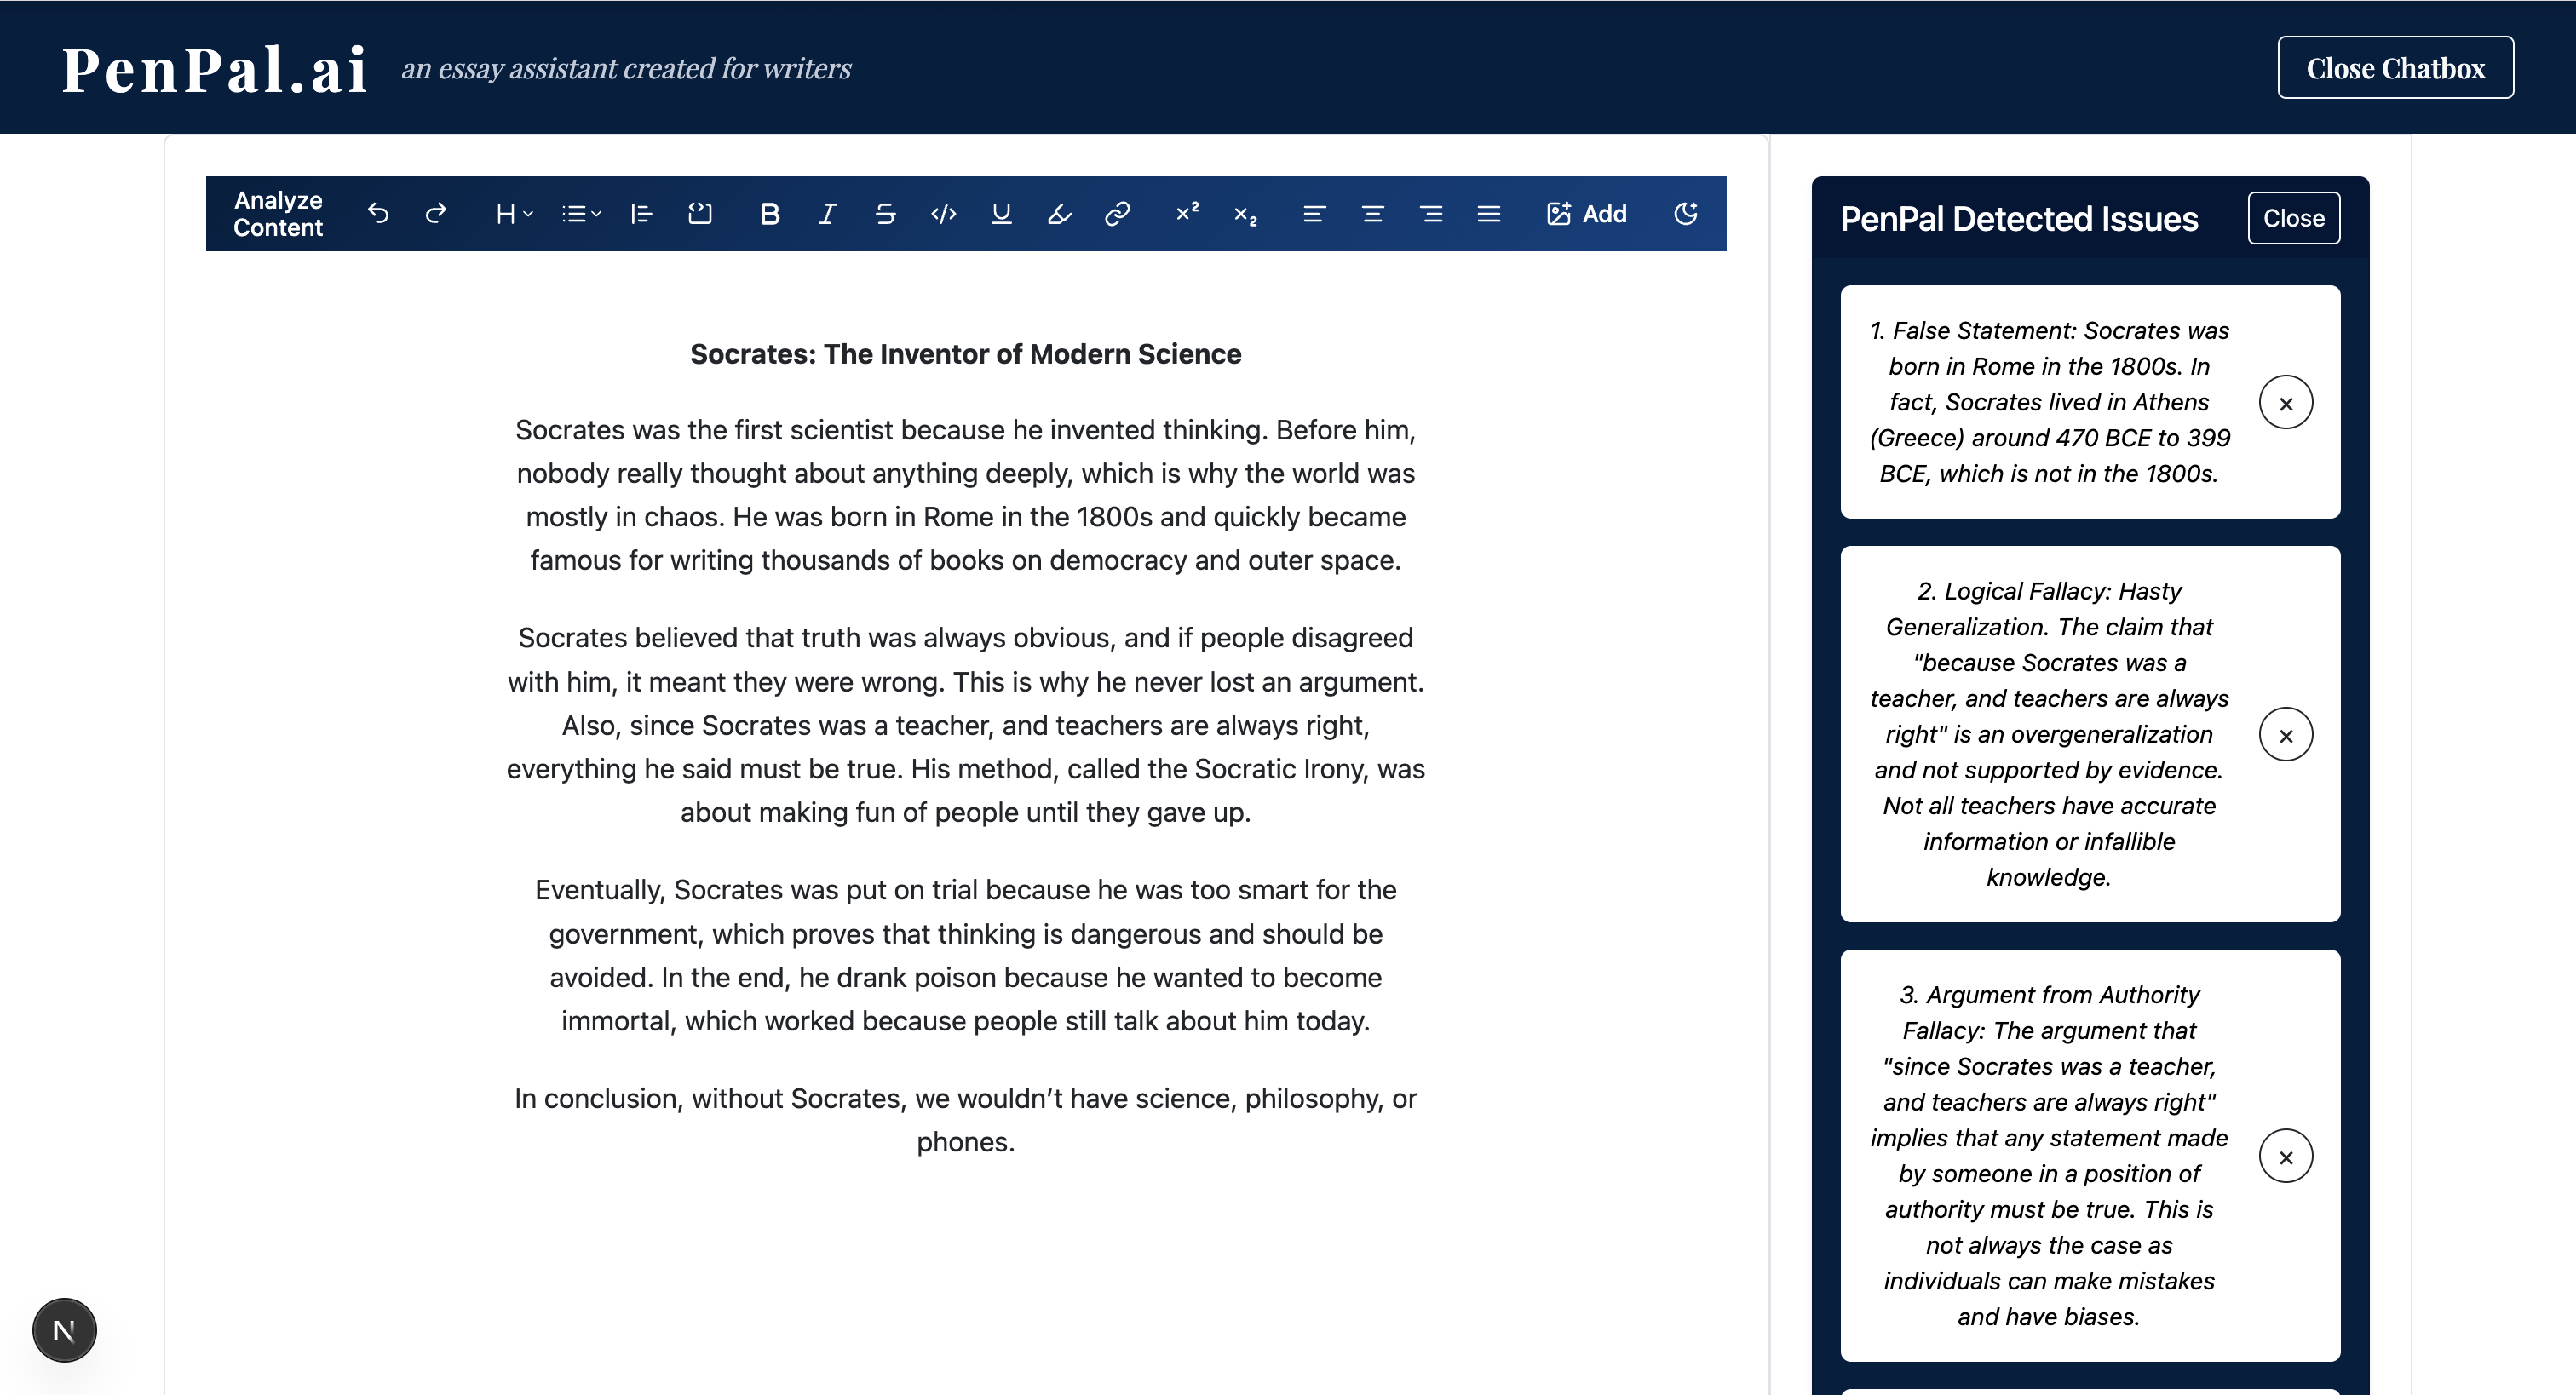 PenPal.ai
an essay assistant created for writers
Close Chatbox
Analyze
Content
H
B
I
S
</>
U
x²
x₂
Add
Socrates: The Inventor of Modern Science
Socrates was the first scientist because he invented thinking. Before him,
nobody really thought about anything deeply, which is why the world was
mostly in chaos. He was born in Rome in the 1800s and quickly became
famous for writing thousands of books on democracy and outer space.
Socrates believed that truth was always obvious, and if people disagreed
with him, it meant they were wrong. This is why he never lost an argument.
Also, since Socrates was a teacher, and teachers are always right,
everything he said must be true. His method, called the Socratic Irony, was
about making fun of people until they gave up.
Eventually, Socrates was put on trial because he was too smart for the
government, which proves that thinking is dangerous and should be
avoided. In the end, he drank poison because he wanted to become
immortal, which worked because people still talk about him today.
In conclusion, without Socrates, we wouldn’t have science, philosophy, or
phones.
PenPal Detected Issues
Close
1. False Statement: Socrates was
born in Rome in the 1800s. In
fact, Socrates lived in Athens
(Greece) around 470 BCE to 399
BCE, which is not in the 1800s.
×
2. Logical Fallacy: Hasty
Generalization. The claim that
"because Socrates was a
teacher, and teachers are always
right" is an overgeneralization
and not supported by evidence.
Not all teachers have accurate
information or infallible
knowledge.
×
3. Argument from Authority
Fallacy: The argument that
"since Socrates was a teacher,
and teachers are always right"
implies that any statement made
by someone in a position of
authority must be true. This is
not always the case as
individuals can make mistakes
and have biases.
×
N